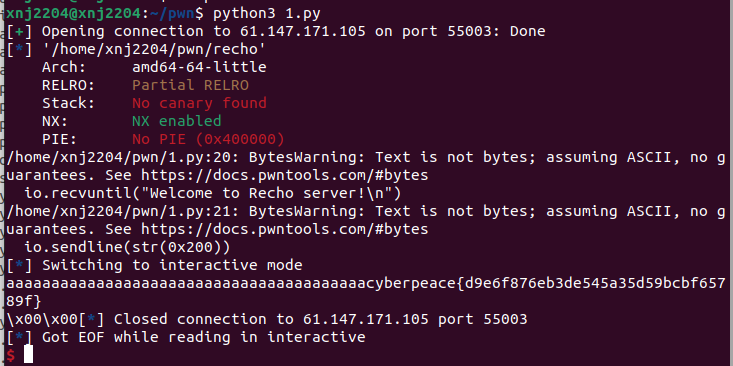 xnj2204@xnj2204:~/pwn$ python3 1.py
[+] Opening connection to 61.147.171.105 on port 55003: Done
[*] '/home/xnj2204/pwn/recho'
    Arch:     amd64-64-little
    RELRO:    Partial RELRO
    Stack:    No canary found
    NX:       NX enabled
    PIE:      No PIE (0x400000)
/home/xnj2204/pwn/1.py:20: BytesWarning: Text is not bytes; assuming ASCII, no g
uarantees. See https://docs.pwntools.com/#bytes
  io.recvuntil("Welcome to Recho server!\n")
/home/xnj2204/pwn/1.py:21: BytesWarning: Text is not bytes; assuming ASCII, no g
uarantees. See https://docs.pwntools.com/#bytes
  io.sendline(str(0x200))
[*] Switching to interactive mode
aaaaaaaaaaaaaaaaaaaaaaaaaaaaaaaaaaaaaaaacyberpeace{d9e6f876eb3de545a35d59bcbf657
89f}
\x00\x00[*] Closed connection to 61.147.171.105 port 55003
[*] Got EOF while reading in interactive
$